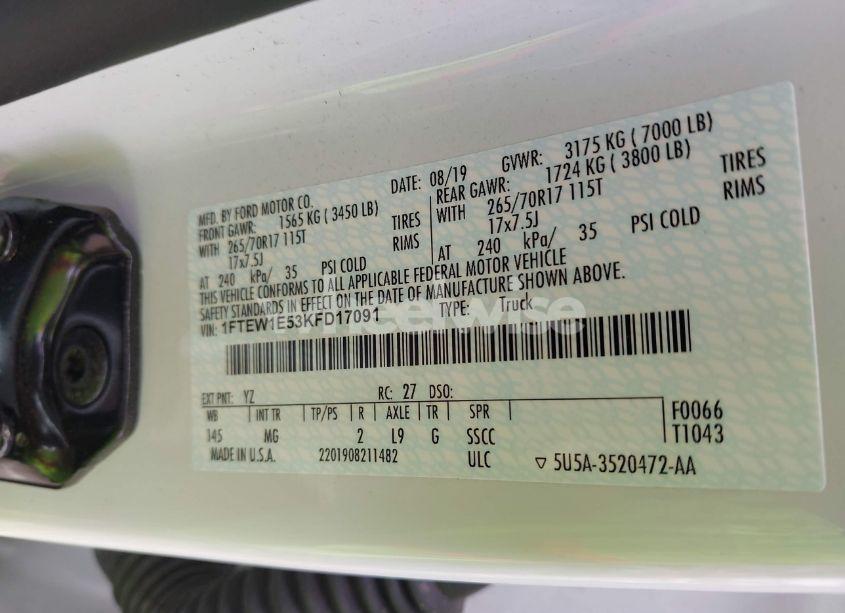 MFD. BY FORD MOTOR CO.
DATE: 08/19 GVWR: 3175 KG ( 7000 LB)
FRONT GAWR: 1565 KG ( 3450 LB)
WITH 265/70R17 115T TIRES
17x7.5J RIMS
AT 240 kPa/ 35 PSI COLD
REAR GAWR: 1724 KG ( 3800 LB)
WITH 265/70R17 115T TIRES
17x7.5J RIMS
AT 240 kPa/ 35 PSI COLD
THIS VEHICLE CONFORMS TO ALL APPLICABLE FEDERAL MOTOR VEHICLE
SAFETY STANDARDS IN EFFECT ON THE DATE OF MANUFACTURE SHOWN ABOVE.
VIN: 1FTEW1E53KFD17091 TYPE: Truck
wheelwise
EXT PNT: YZ RC: 27 DSO:
WB INT TR TP/PS R AXLE TR SPR
145 MG 2 L9 G SSCC
F0066
T1043
MADE IN U.S.A. 2201908211482 ULC ▽ 5U5A-3520472-AA